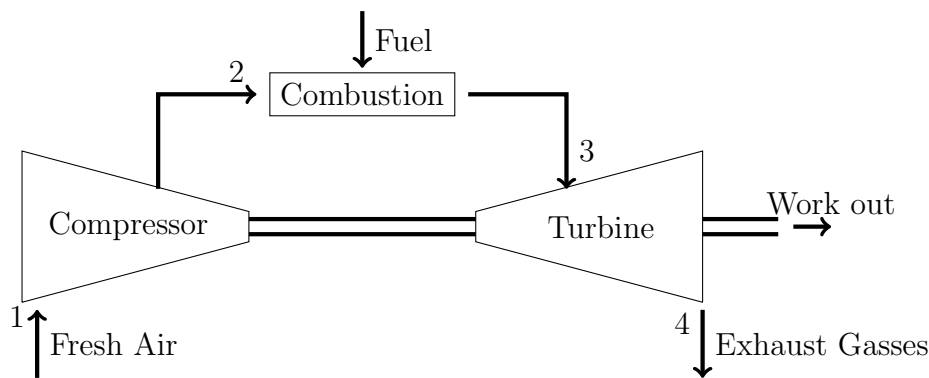 Fuel
2
Combustion
3
Compressor
Turbine
Work out
1
Fresh Air
4
Exhaust Gasses